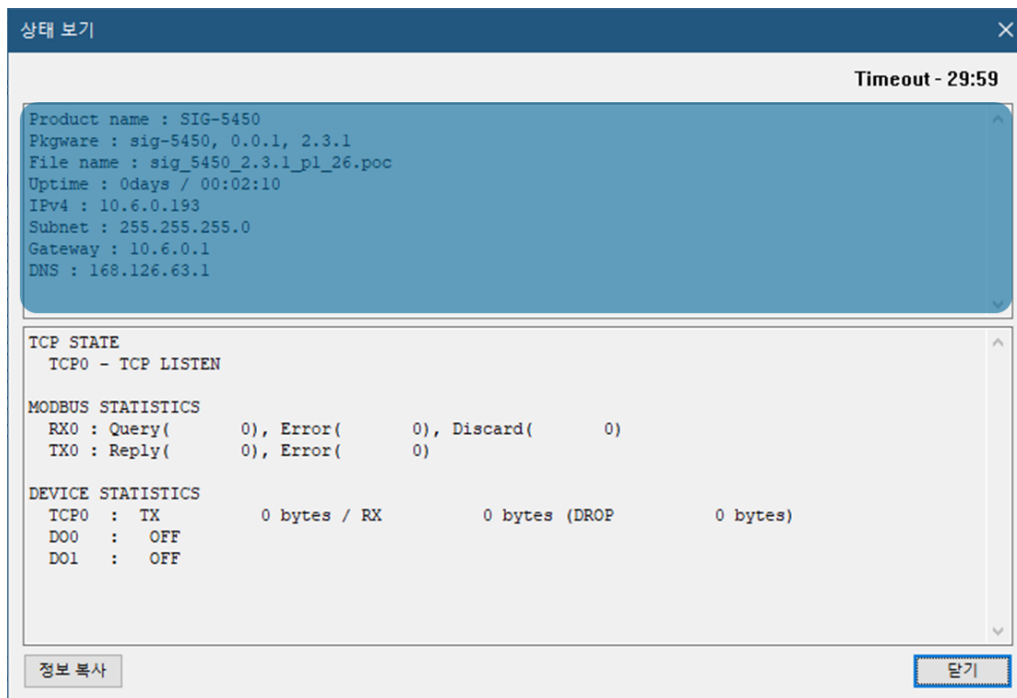 상태 보기
Timeout - 29:59
Product name : SIG-5450
Pkgware : sig-5450, 0.0.1, 2.3.1
File name : sig_5450_2.3.1_p1_26.poc
Uptime : 0days / 00:02:10
IPv4 : 10.6.0.193
Subnet : 255.255.255.0
Gateway : 10.6.0.1
DNS : 168.126.63.1
TCP STATE
TCP0 - TCP LISTEN
MODBUS STATISTICS
RX0 : Query( 0), Error( 0), Discard( 0)
TX0 : Reply( 0), Error( 0)
DEVICE STATISTICS
TCP0 : TX 0 bytes / RX 0 bytes (DROP 0 bytes)
DO0 : OFF
DO1 : OFF
정보 복사
닫기